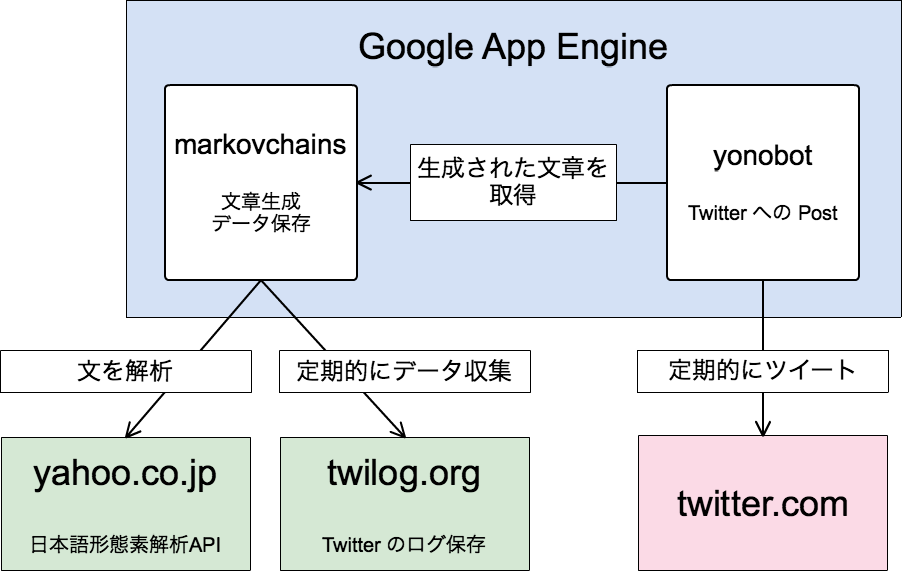 Google App Engine
markovchains
文章生成
データ保存
生成された文章を
取得
yonobot
Twitter への Post
文を解析
定期的にデータ収集
定期的にツイート
yahoo.co.jp
日本語形態素解析API
twilog.org
Twitter のログ保存
twitter.com